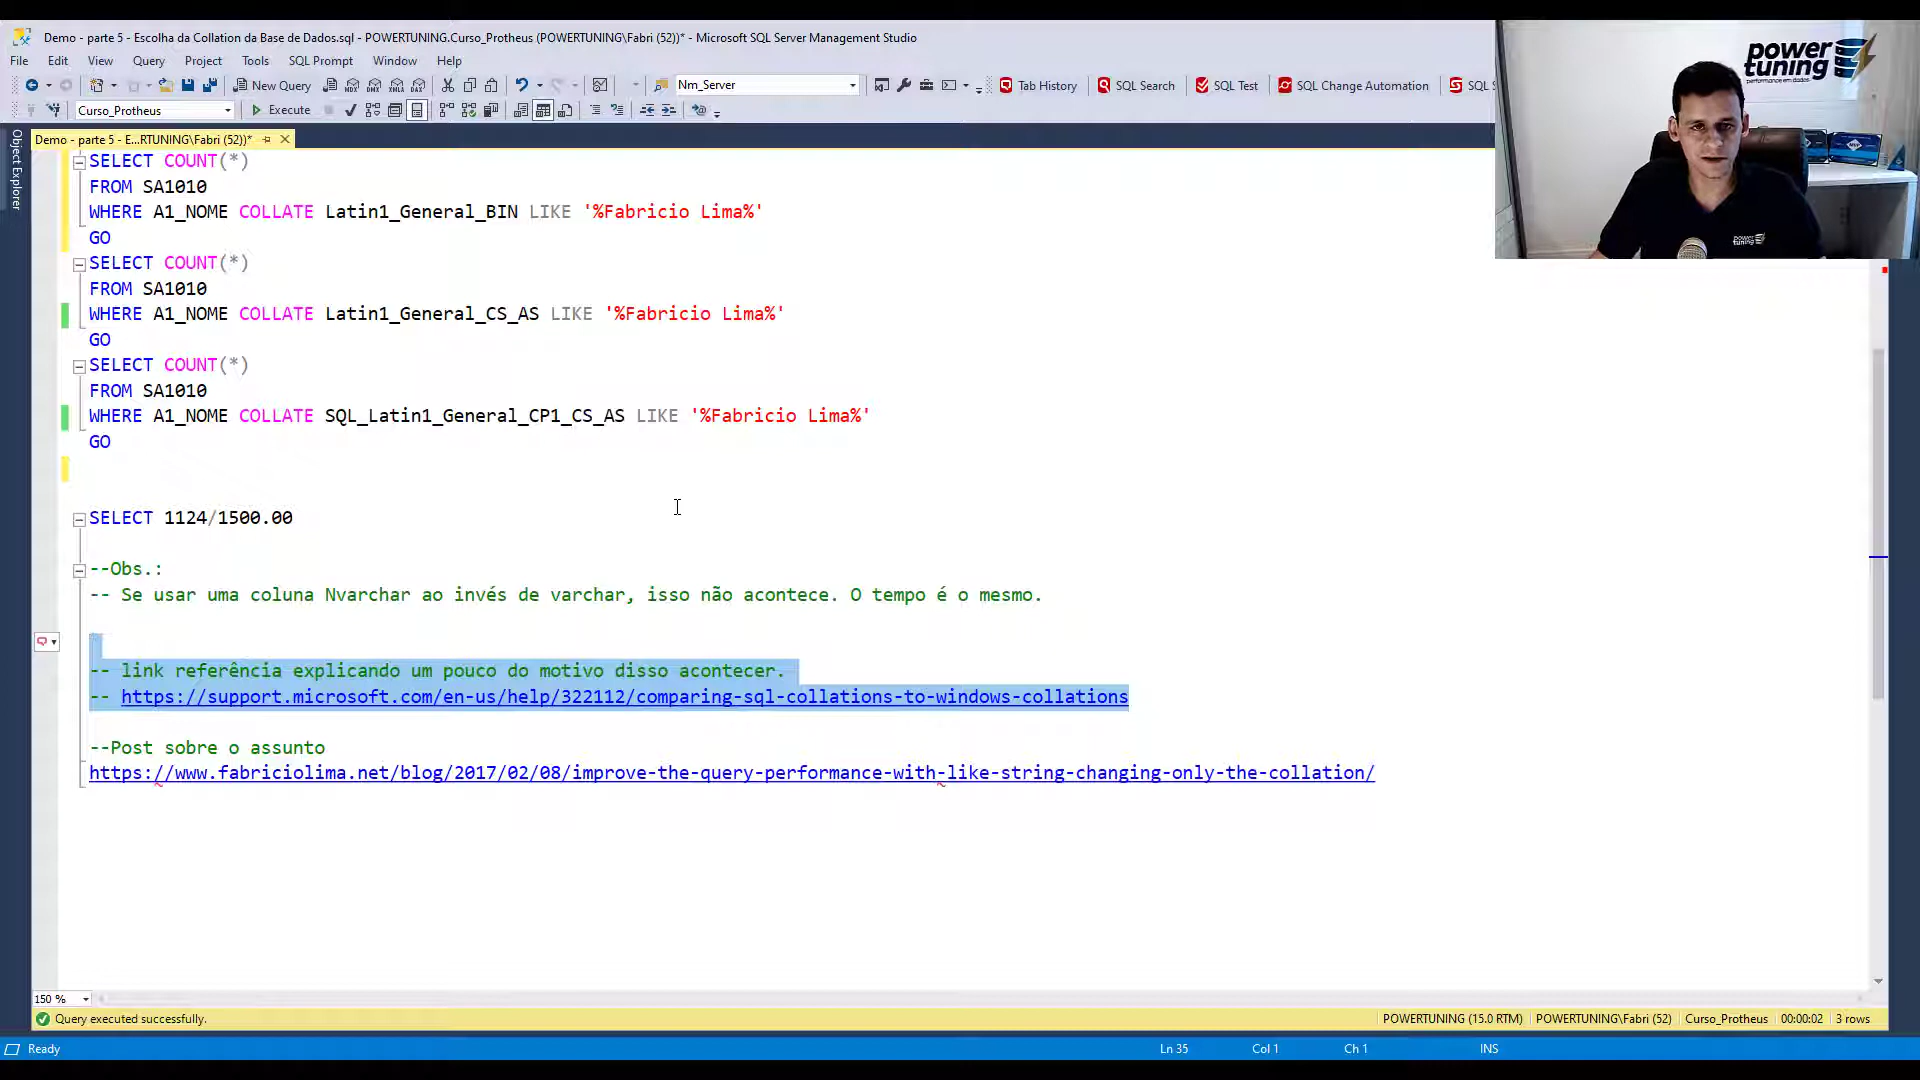 Demo - parte 5 - Escolha da Collation da Base de Dados.sql - POWERTUNING.Curso_Protheus (POWERTUNING\Fabri (52))* - Microsoft SQL Server Management Studio
File Edit View Query Project Tools SQL Prompt Window Help
New Query Nm_Server Tab History SQL Search SQL Test SQL Change Automation SQL S
Curso_Protheus Execute
Object Explorer
Demo - parte 5 - E...RTUNING\Fabri (52))*
SELECT COUNT(*)
FROM SA1010
WHERE A1_NOME COLLATE Latin1_General_BIN LIKE '%Fabricio Lima%'
GO
SELECT COUNT(*)
FROM SA1010
WHERE A1_NOME COLLATE Latin1_General_CS_AS LIKE '%Fabricio Lima%'
GO
SELECT COUNT(*)
FROM SA1010
WHERE A1_NOME COLLATE SQL_Latin1_General_CP1_CS_AS LIKE '%Fabricio Lima%'
GO
SELECT 1124/1500.00
--Obs.:
-- Se usar uma coluna Nvarchar ao invés de varchar, isso não acontece. O tempo é o mesmo.
-- link referência explicando um pouco do motivo disso acontecer.
-- https://support.microsoft.com/en-us/help/322112/comparing-sql-collations-to-windows-collations
--Post sobre o assunto
https://www.fabriciolima.net/blog/2017/02/08/improve-the-query-performance-with-like-string-changing-only-the-collation/
150 %
Query executed successfully. POWERTUNING (15.0 RTM) POWERTUNING\Fabri (52) Curso_Protheus 00:00:02 3 rows
Ready Ln 35 Col 1 Ch 1 INS
power
tuning
performance em dados
power
tuning